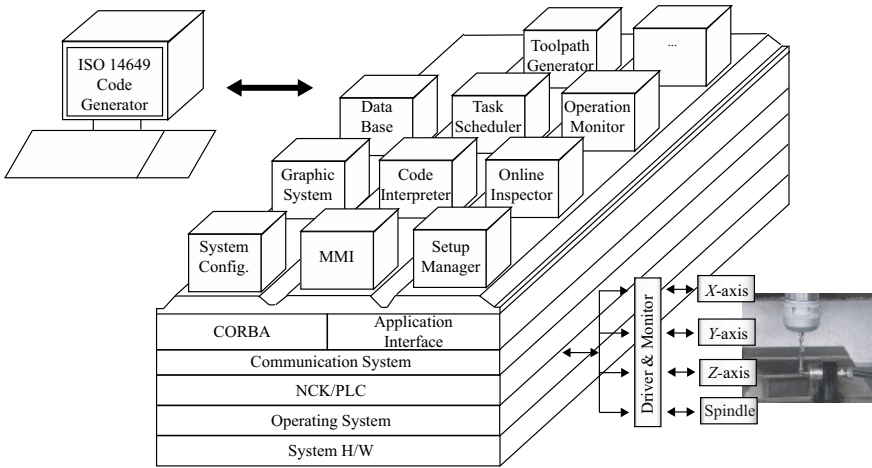 ISO 14649
Code
Generator
Toolpath
Generator
...
Data
Base
Task
Scheduler
Operation
Monitor
Graphic
System
Code
Interpreter
Online
Inspector
System
Config.
MMI
Setup
Manager
CORBA
Application
Interface
Communication System
NCK/PLC
Operating System
System H/W
Driver & Monitor
X-axis
Y-axis
Z-axis
Spindle